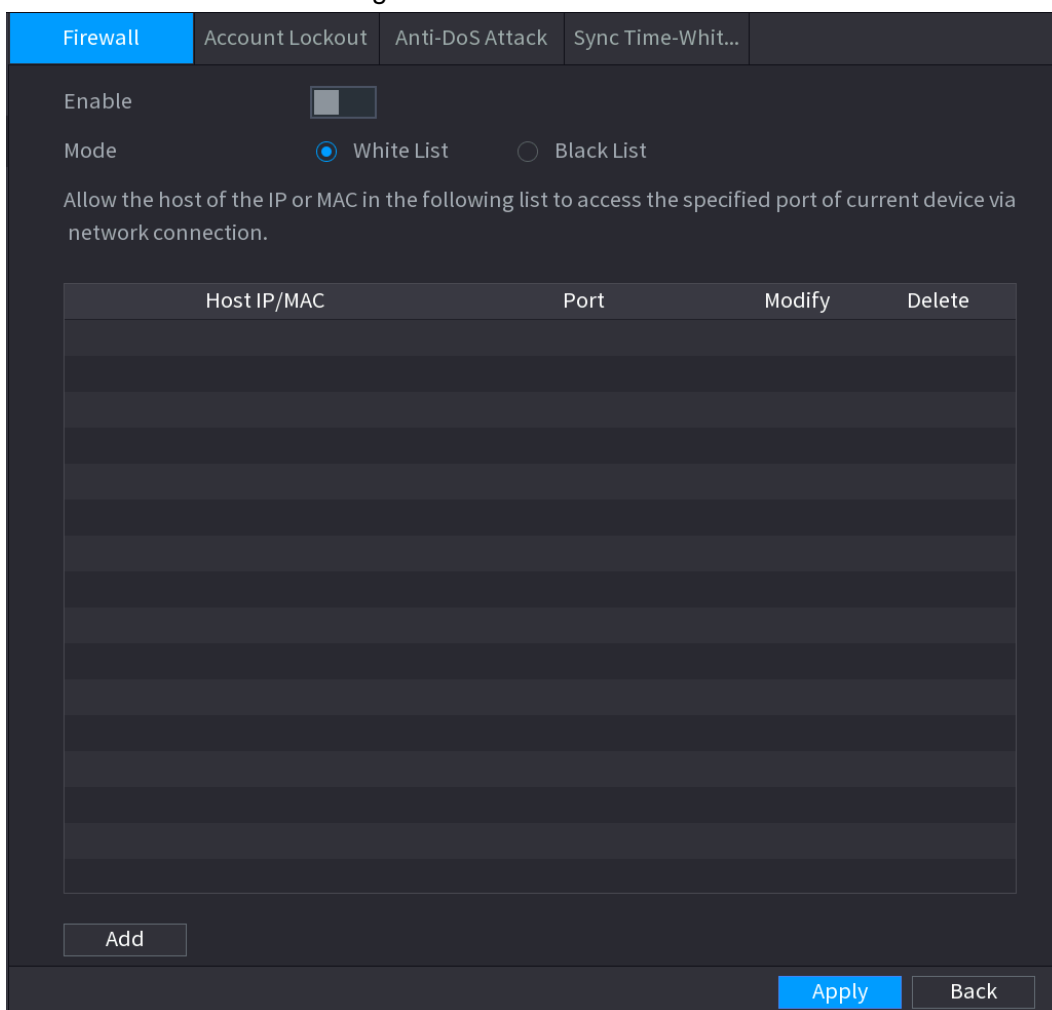 Firewall Account Lockout Anti-DoS Attack Sync Time-Whit...
Enable
Mode White List Black List
Allow the host of the IP or MAC in the following list to access the specified port of current device via
network connection.
Host IP/MAC Port Modify Delete
Add
Apply Back